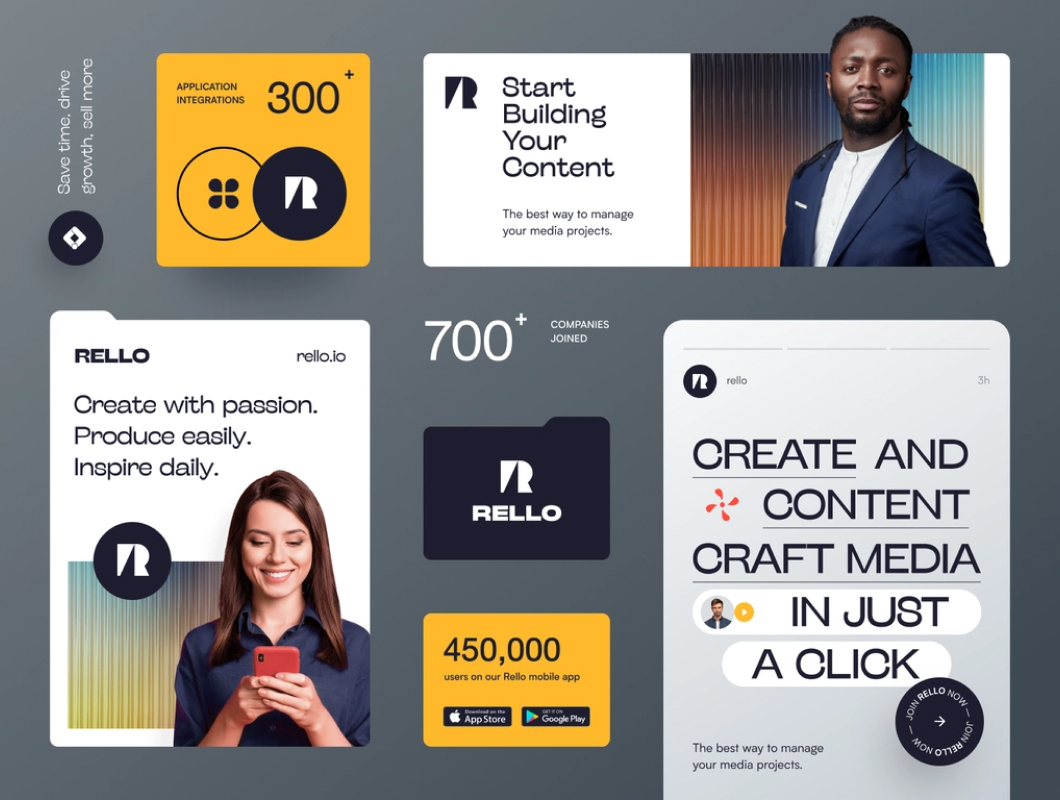 Save time, drive
growth, sell more
APPLICATION
INTEGRATIONS
300+
R
R
Start
Building
Your
Content
The best way to manage
your media projects.
RELLO
rello.io
Create with passion.
Produce easily.
Inspire daily.
R
700+
COMPANIES
JOINED
R
RELLO
450,000
users on our Rello mobile app
Download on the
App Store
GET IT ON
Google Play
R
rello
3h
CREATE AND
CONTENT
CRAFT MEDIA
IN JUST
A CLICK
JOIN RELLO NOW — JOIN RELLO NOW —
The best way to manage
your media projects.